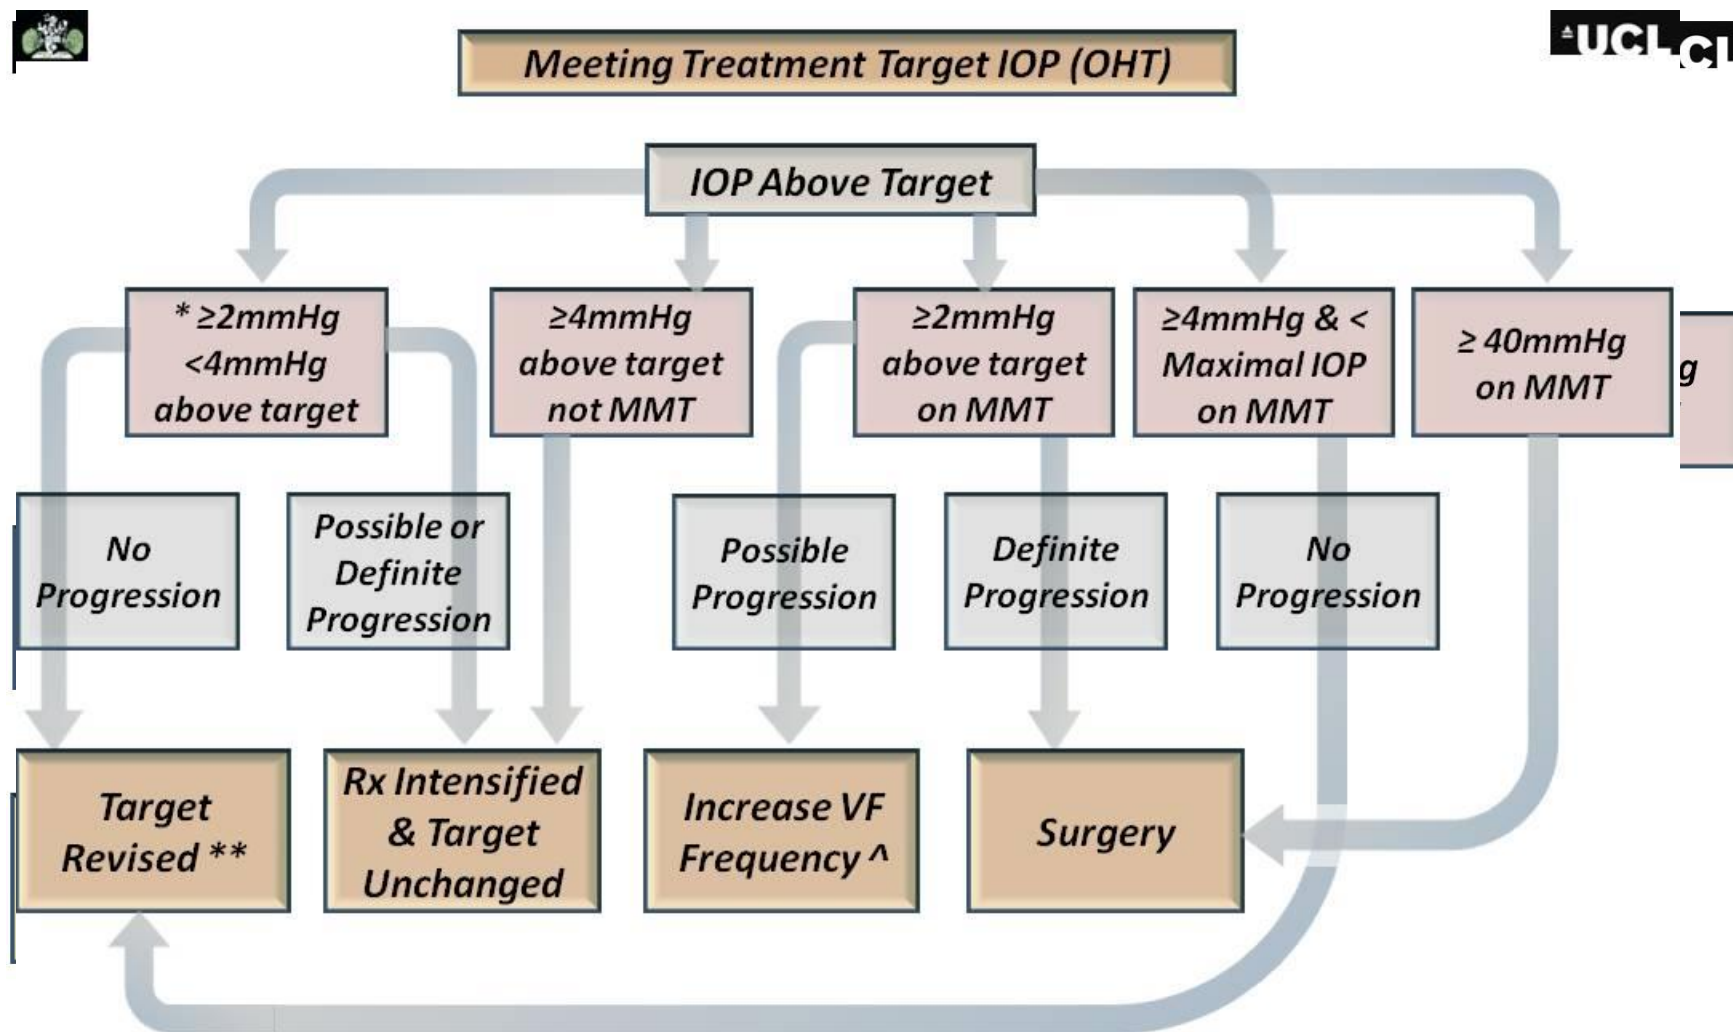 UCL
CL
Meeting Treatment Target IOP (OHT)
IOP Above Target
* ≥2mmHg
<4mmHg
above target
≥4mmHg
above target
not MMT
≥2mmHg
above target
on MMT
≥4mmHg & <
Maximal IOP
on MMT
≥ 40mmHg
on MMT
g
No
Progression
Possible or
Definite
Progression
Possible
Progression
Definite
Progression
No
Progression
Target
Revised **
Rx Intensified
& Target
Unchanged
Increase VF
Frequency ^
Surgery